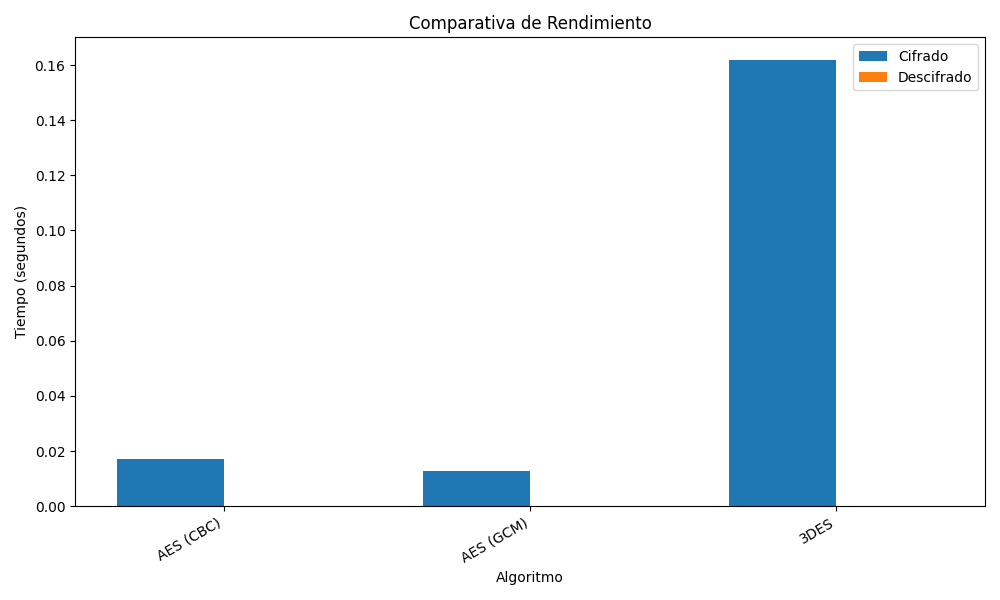 Comparativa de Rendimiento
Cifrado
Descifrado
Tiempo (segundos)
0.16
0.14
0.12
0.10
0.08
0.06
0.04
0.02
0.00
AES (CBC)
AES (GCM)
3DES
Algoritmo